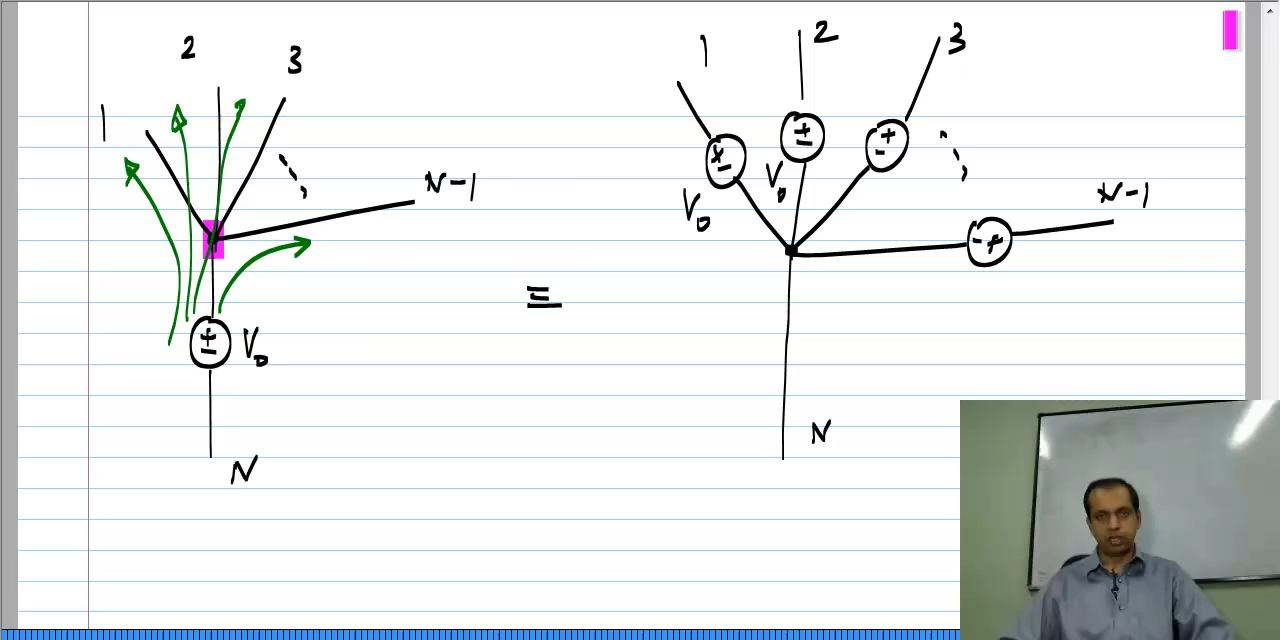 1 2 3
N-1
+
-
V0
N
=
1 2 3
+
-
V0
+
-
V0
- +
N-1
- +
N